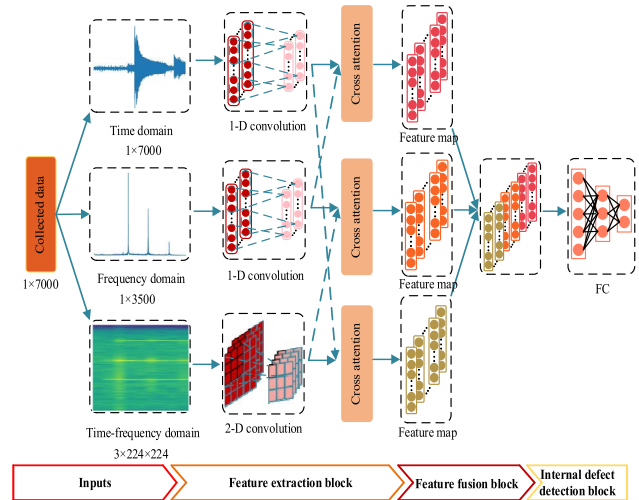 Collected data
1×7000
Time domain
1×7000
1-D convolution
Cross attention
Feature map
Frequency domain
1×3500
1-D convolution
Cross attention
Feature map
Time-frequency domain
3×224×224
2-D convolution
Cross attention
Feature map
FC
Inputs
Feature extraction block
Feature fusion block
Internal defect
detection block